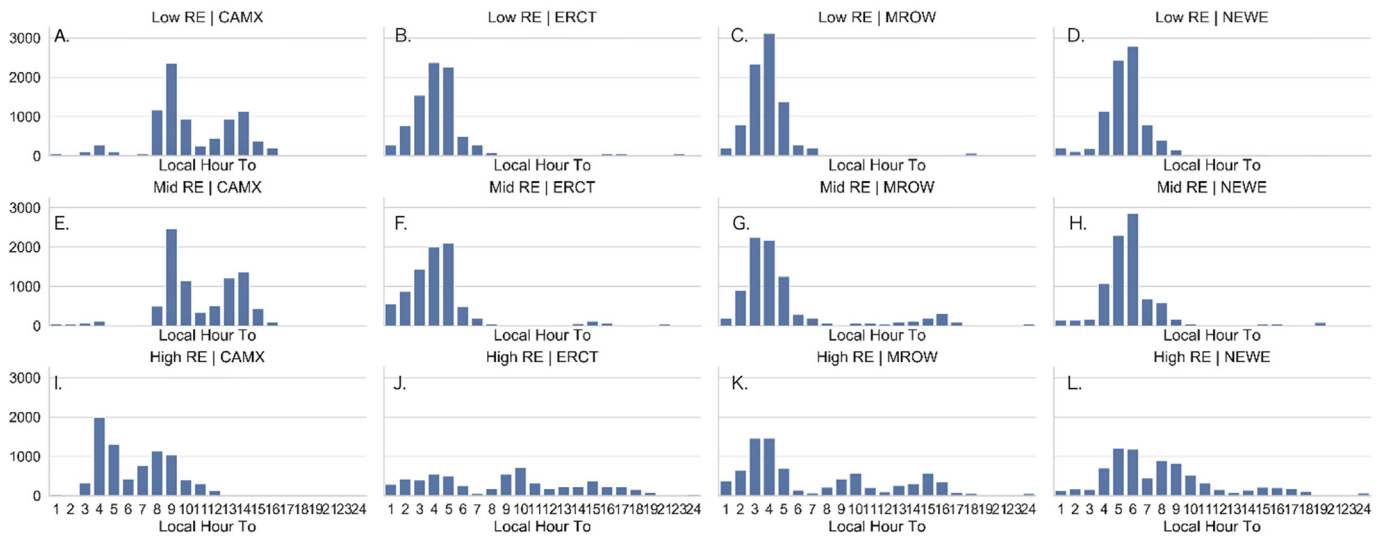 Low RE | CAMX
Low RE | ERCT
Low RE | MROW
Low RE | NEWE
A.
B.
C.
D.
3000
2000
1000
0
Local Hour To
Local Hour To
Local Hour To
Local Hour To
Mid RE | CAMX
Mid RE | ERCT
Mid RE | MROW
Mid RE | NEWE
E.
F.
G.
H.
3000
2000
1000
0
Local Hour To
Local Hour To
Local Hour To
Local Hour To
High RE | CAMX
High RE | ERCT
High RE | MROW
High RE | NEWE
I.
J.
K.
L.
3000
2000
1000
0
1 2 3 4 5 6 7 8 9 10 11 12 13 14 15 16 17 18 19 21 23 24
1 2 3 4 5 6 7 8 9 10 11 12 13 14 15 16 17 18 19 21 23 24
1 2 3 4 5 6 7 8 9 10 11 12 13 14 15 16 17 18 19 21 23 24
1 2 3 4 5 6 7 8 9 10 11 12 13 14 15 16 17 18 19 21 23 24
Local Hour To
Local Hour To
Local Hour To
Local Hour To